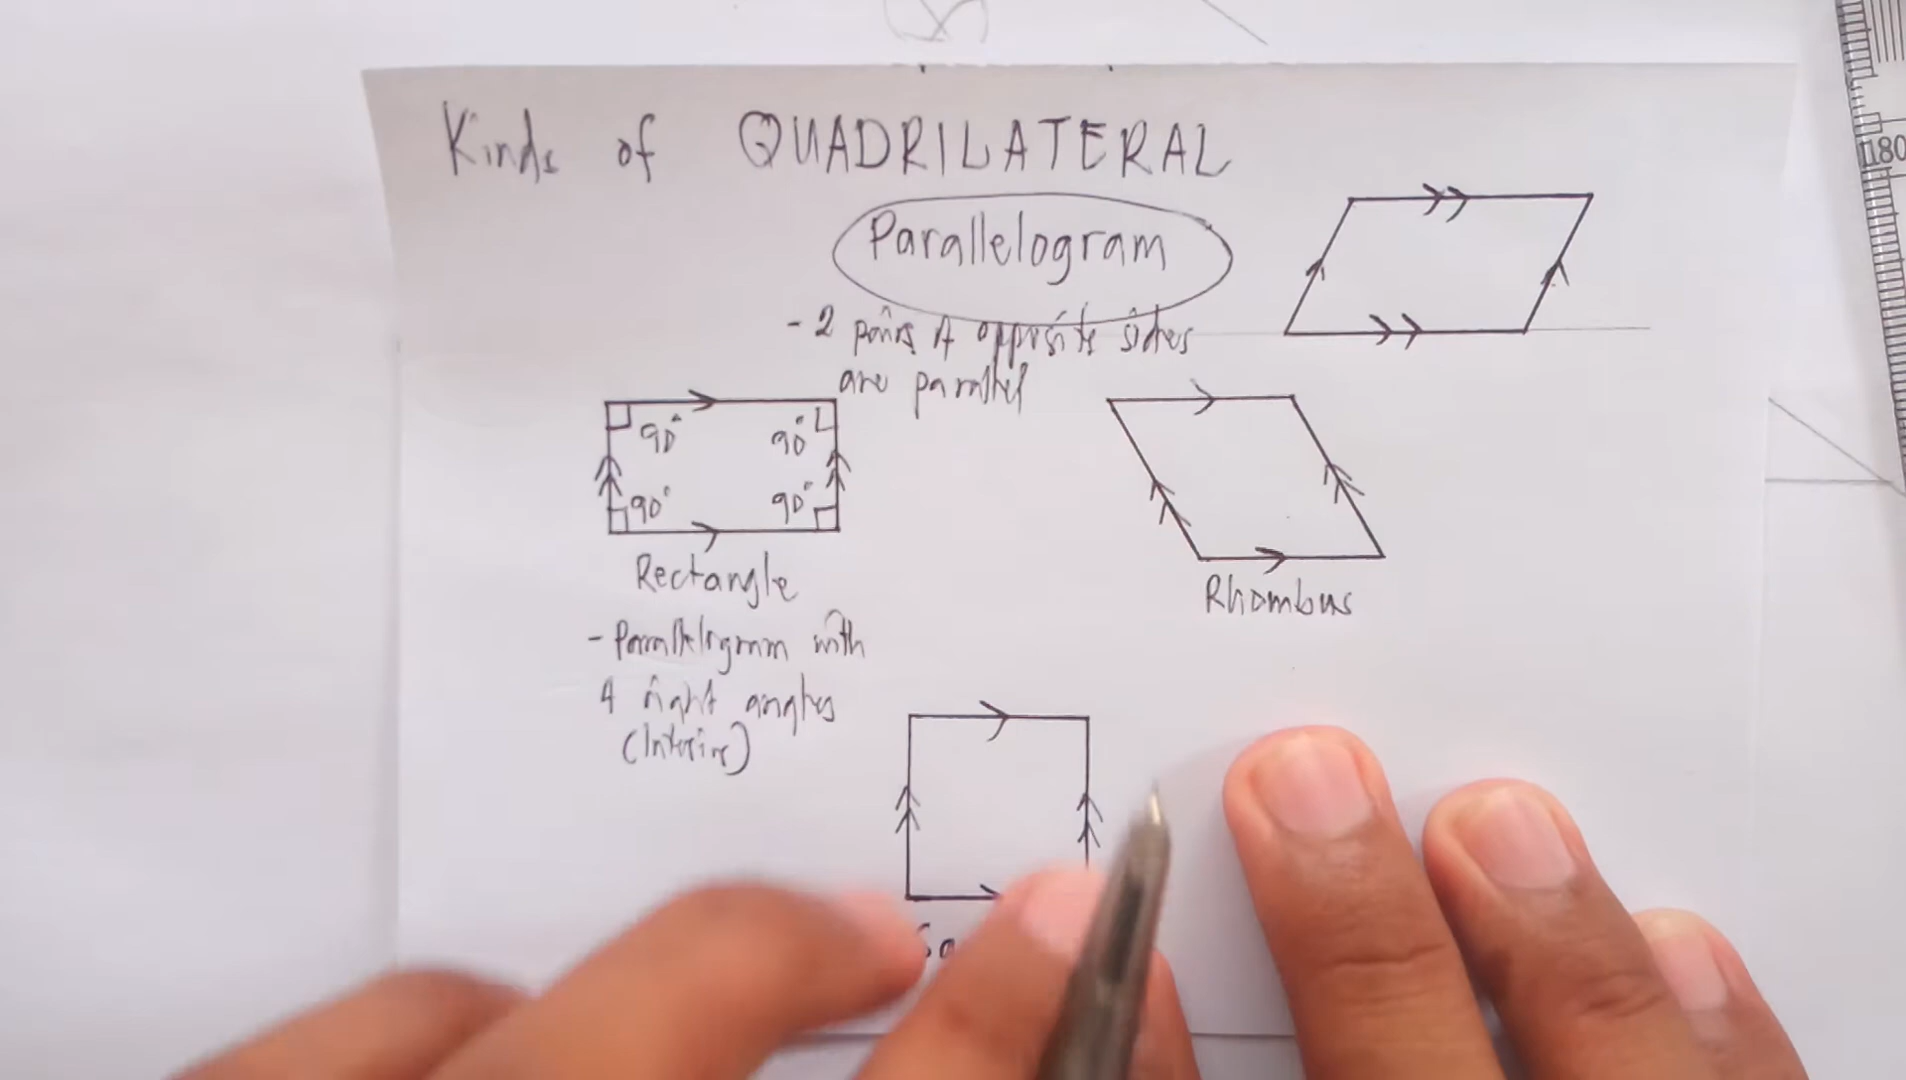 Kinds of QUADRILATERAL
Parallelogram
- 2 pairs of opposite sides
are parallel
90° 90°
90° 90°
Rectangle
- Parallelogram with
4 right angles
(Interior)
Rhombus
180